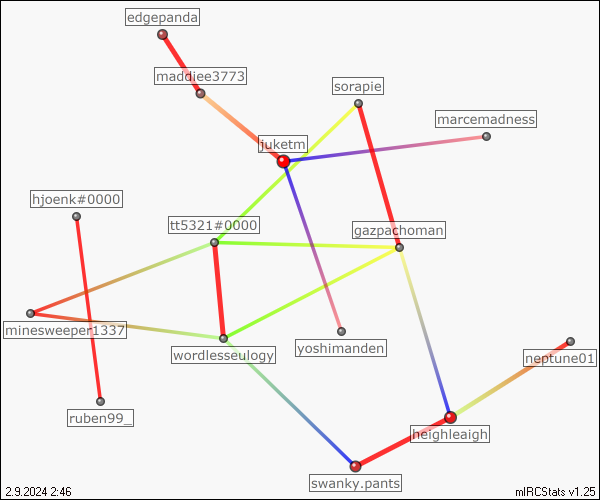 edgepanda
maddiee3773
sorapie
marcemadness
juketm
hjoenk#0000
tt5321#0000
gazpachoman
minesweeper1337
wordlesseulogy
yoshimanden
neptune01
ruben99_
heighleaigh
swanky.pants
2.9.2024 2:46
mIRCStats v1.25